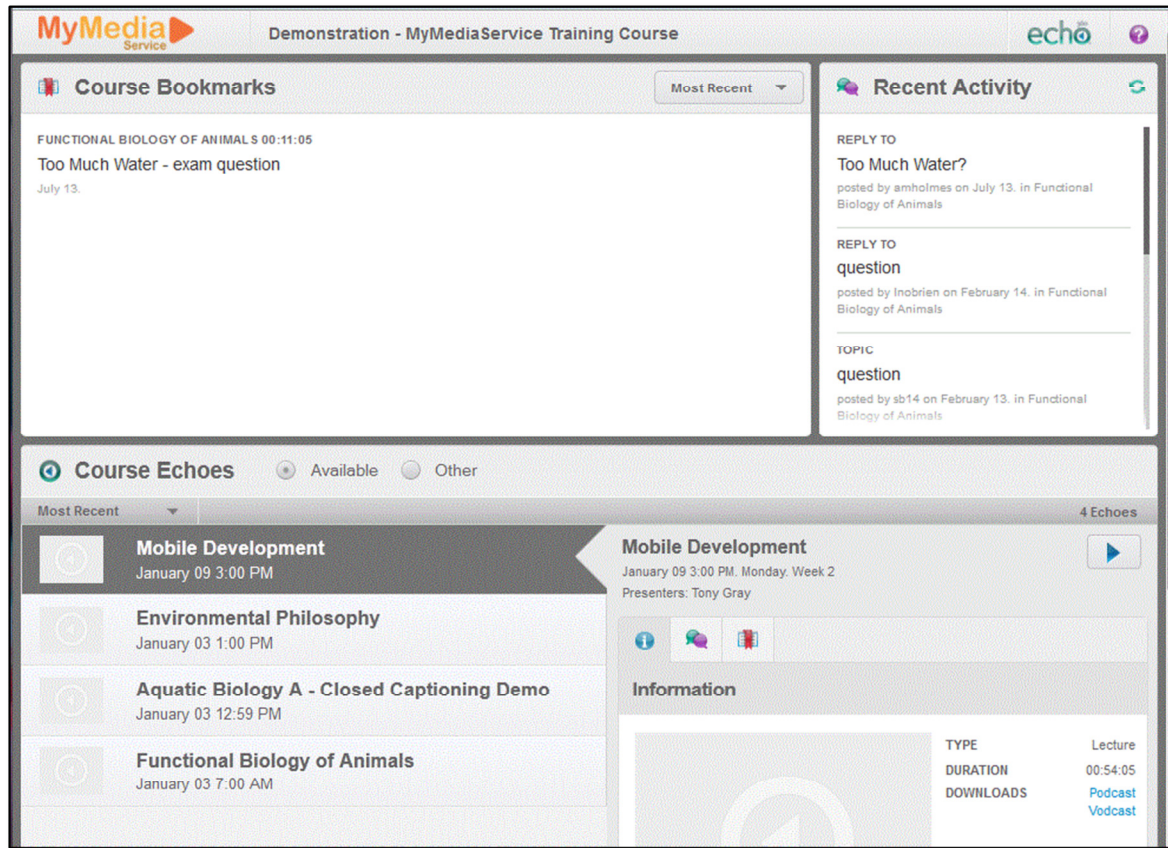 MyMedia
Service
Demonstration - MyMediaService Training Course
echo
?
Course Bookmarks
Most Recent
FUNCTIONAL BIOLOGY OF ANIMALS 00:11:05
Too Much Water - exam question
July 13.
Recent Activity
REPLY TO
Too Much Water?
posted by amholmes on July 13. in Functional
Biology of Animals
REPLY TO
question
posted by lnobrien on February 14. in Functional
Biology of Animals
TOPIC
question
posted by sb14 on February 13. in Functional
Biology of Animals
Course Echoes
Available
Other
Most Recent
4 Echoes
Mobile Development
January 09 3:00 PM
Environmental Philosophy
January 03 1:00 PM
Aquatic Biology A - Closed Captioning Demo
January 03 12:59 PM
Functional Biology of Animals
January 03 7:00 AM
Mobile Development
January 09 3:00 PM. Monday. Week 2
Presenters: Tony Gray
i
Information
TYPE Lecture
DURATION 00:54:05
DOWNLOADS Podcast
Vodcast